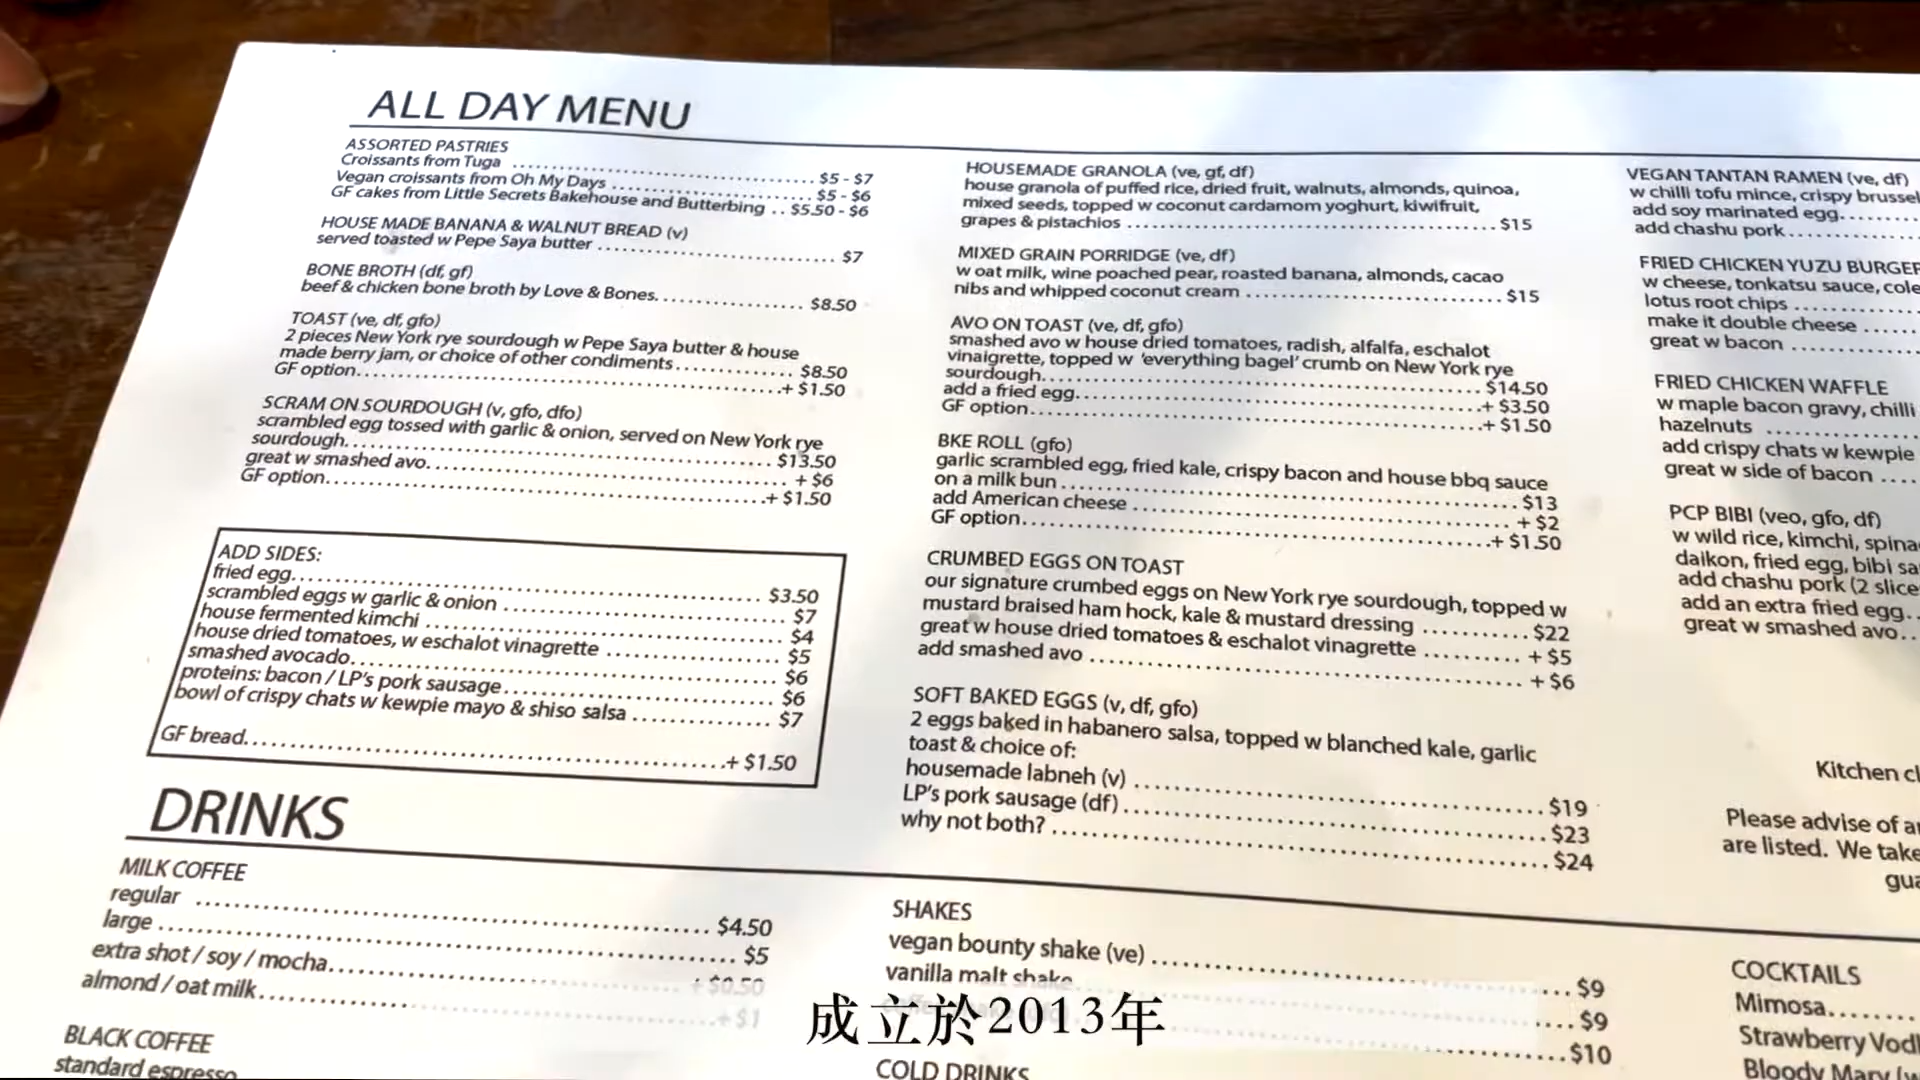 ALL DAY MENU
ASSORTED PASTRIES
Croissants from Tuga ........ $5 - $7
Vegan croissants from Oh My Days ........ $5 - $6
GF cakes from Little Secrets Bakehouse and Butterbing .. $5.50 - $6
HOUSE MADE BANANA & WALNUT BREAD (v)
served toasted w Pepe Saya butter ........ $7
BONE BROTH (df, gf)
beef & chicken bone broth by Love & Bones. ........ $8.50
TOAST (ve, df, gfo)
2 pieces New York rye sourdough w Pepe Saya butter & house
made berry jam, or choice of other condiments ........ $8.50
GF option ........ + $1.50
SCRAM ON SOURDOUGH (v, gfo, dfo)
scrambled egg tossed with garlic & onion, served on New York rye
sourdough ........ $13.50
great w smashed avo ........ + $6
GF option ........ + $1.50
ADD SIDES:
fried egg ........ $3.50
scrambled eggs w garlic & onion ........ $7
house fermented kimchi ........ $4
house dried tomatoes, w eschalot vinagrette ........ $5
smashed avocado ........ $6
proteins: bacon / LP's pork sausage ........ $6
bowl of crispy chats w kewpie mayo & shiso salsa ........ $7
GF bread ........ + $1.50
HOUSEMADE GRANOLA (ve, gf, df)
house granola of puffed rice, dried fruit, walnuts, almonds, quinoa,
mixed seeds, topped w coconut cardamom yoghurt, kiwifruit,
grapes & pistachios ........ $15
MIXED GRAIN PORRIDGE (ve, df)
w oat milk, wine poached pear, roasted banana, almonds, cacao
nibs and whipped coconut cream ........ $15
AVO ON TOAST (ve, df, gfo)
smashed avo w house dried tomatoes, radish, alfalfa, eschalot
vinaigrette, topped w 'everything bagel' crumb on New York rye
sourdough ........ $14.50
add a fried egg ........ + $3.50
GF option ........ + $1.50
BKE ROLL (gfo)
garlic scrambled egg, fried kale, crispy bacon and house bbq sauce
on a milk bun ........ $13
add American cheese ........ + $2
GF option ........ + $1.50
CRUMBED EGGS ON TOAST
our signature crumbed eggs on New York rye sourdough, topped w
mustard braised ham hock, kale & mustard dressing ........ $22
great w house dried tomatoes & eschalot vinagrette ........ + $5
add smashed avo ........ + $6
SOFT BAKED EGGS (v, df, gfo)
2 eggs baked in habanero salsa, topped w blanched kale, garlic
toast & choice of:
housemade labneh (v) ........ $19
LP's pork sausage (df) ........ $23
why not both? ........ $24
VEGAN TANTAN RAMEN (ve, df)
w chilli tofu mince, crispy brussel
add soy marinated egg ........
add chashu pork ........
FRIED CHICKEN YUZU BURGER
w cheese, tonkatsu sauce, cole
lotus root chips ........
make it double cheese ........
great w bacon ........
FRIED CHICKEN WAFFLE
w maple bacon gravy, chilli
hazelnuts ........
add crispy chats w kewpie
great w side of bacon ....
PCP BIBI (veo, gfo, df)
w wild rice, kimchi, spina
daikon, fried egg, bibi sa
add chashu pork (2 slice
add an extra fried egg..
great w smashed avo..
Kitchen cl
Please advise of a
are listed. We take
gua
DRINKS
MILK COFFEE
regular ........ $4.50
large ........ $5
extra shot / soy / mocha ........ + $0.50
almond / oat milk ........ + $1
BLACK COFFEE
standard espresso
SHAKES
vegan bounty shake (ve) ........ $9
vanilla malt shake ........ $9
$10
COLD DRINKS
COCKTAILS
Mimosa ........
Strawberry Vodl
Bloody Mary (w
成立於2013年